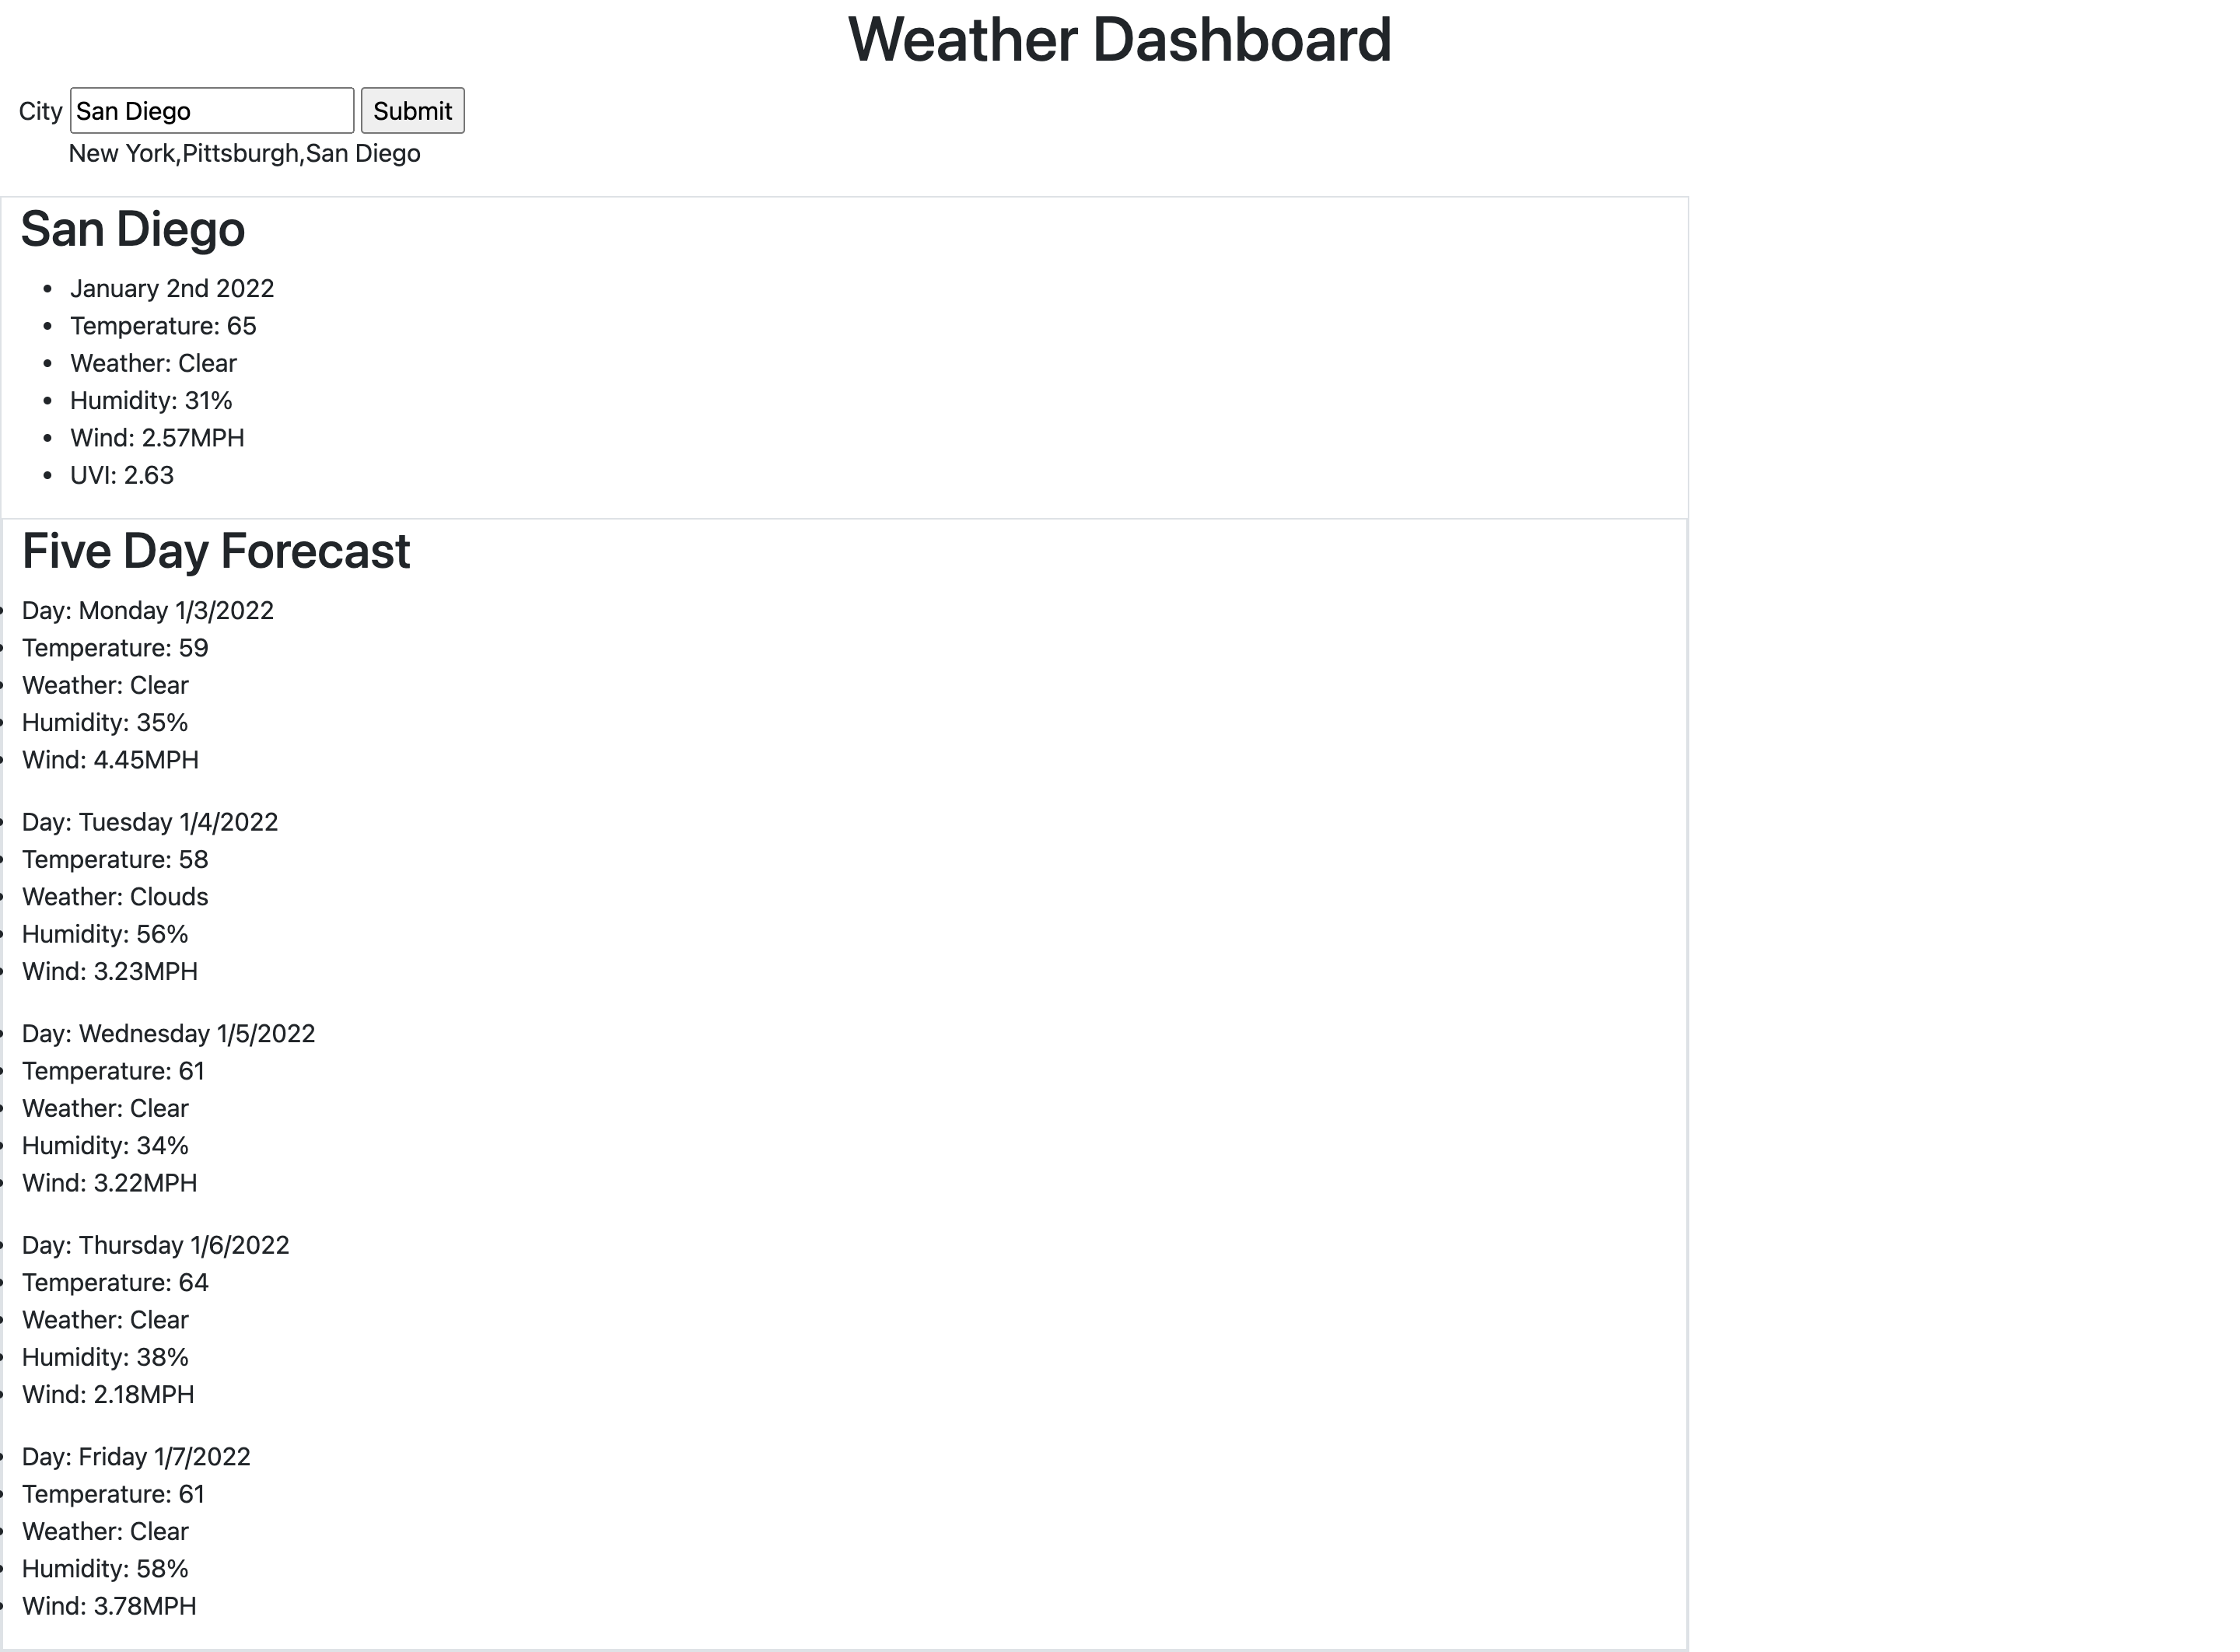 Weather Dashboard
City San Diego Submit
New York,Pittsburgh,San Diego
San Diego
January 2nd 2022
Temperature: 65
Weather: Clear
Humidity: 31%
Wind: 2.57MPH
UVI: 2.63
Five Day Forecast
Day: Monday 1/3/2022
Temperature: 59
Weather: Clear
Humidity: 35%
Wind: 4.45MPH
Day: Tuesday 1/4/2022
Temperature: 58
Weather: Clouds
Humidity: 56%
Wind: 3.23MPH
Day: Wednesday 1/5/2022
Temperature: 61
Weather: Clear
Humidity: 34%
Wind: 3.22MPH
Day: Thursday 1/6/2022
Temperature: 64
Weather: Clear
Humidity: 38%
Wind: 2.18MPH
Day: Friday 1/7/2022
Temperature: 61
Weather: Clear
Humidity: 58%
Wind: 3.78MPH